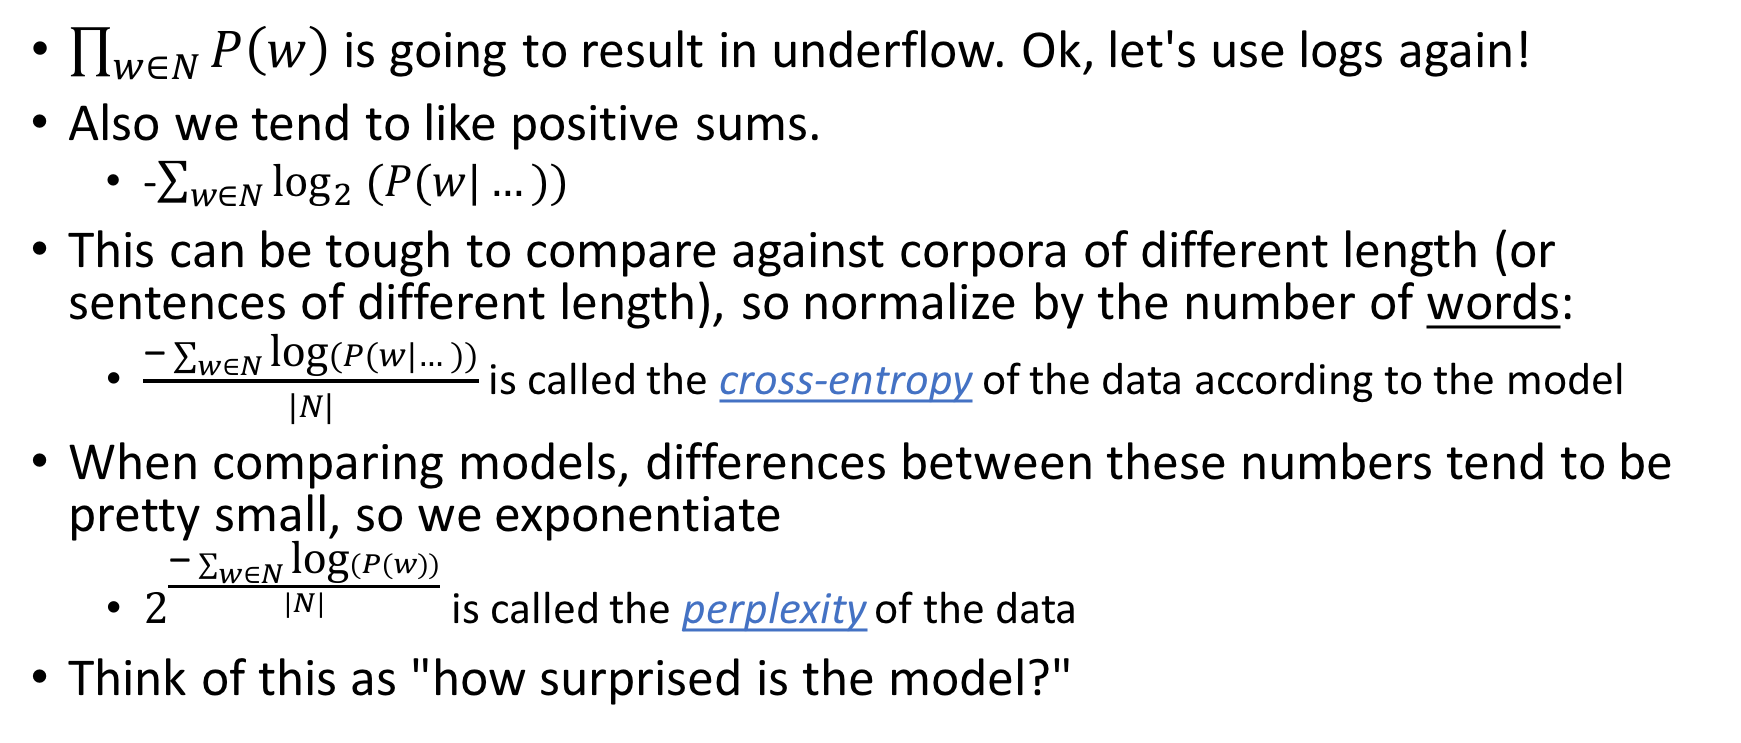 • ∏w∈N P(w) is going to result in underflow. Ok, let's use logs again!
• Also we tend to like positive sums.
• -∑w∈N log2 (P(w| … ))
• This can be tough to compare against corpora of different length (or
sentences of different length), so normalize by the number of words:
• − ∑w∈N log(P(w|… )) / |N| is called the cross-entropy of the data according to the model
• When comparing models, differences between these numbers tend to be
pretty small, so we exponentiate
• 2^(− ∑w∈N log(P(w)) / |N|) is called the perplexity of the data
• Think of this as "how surprised is the model?"